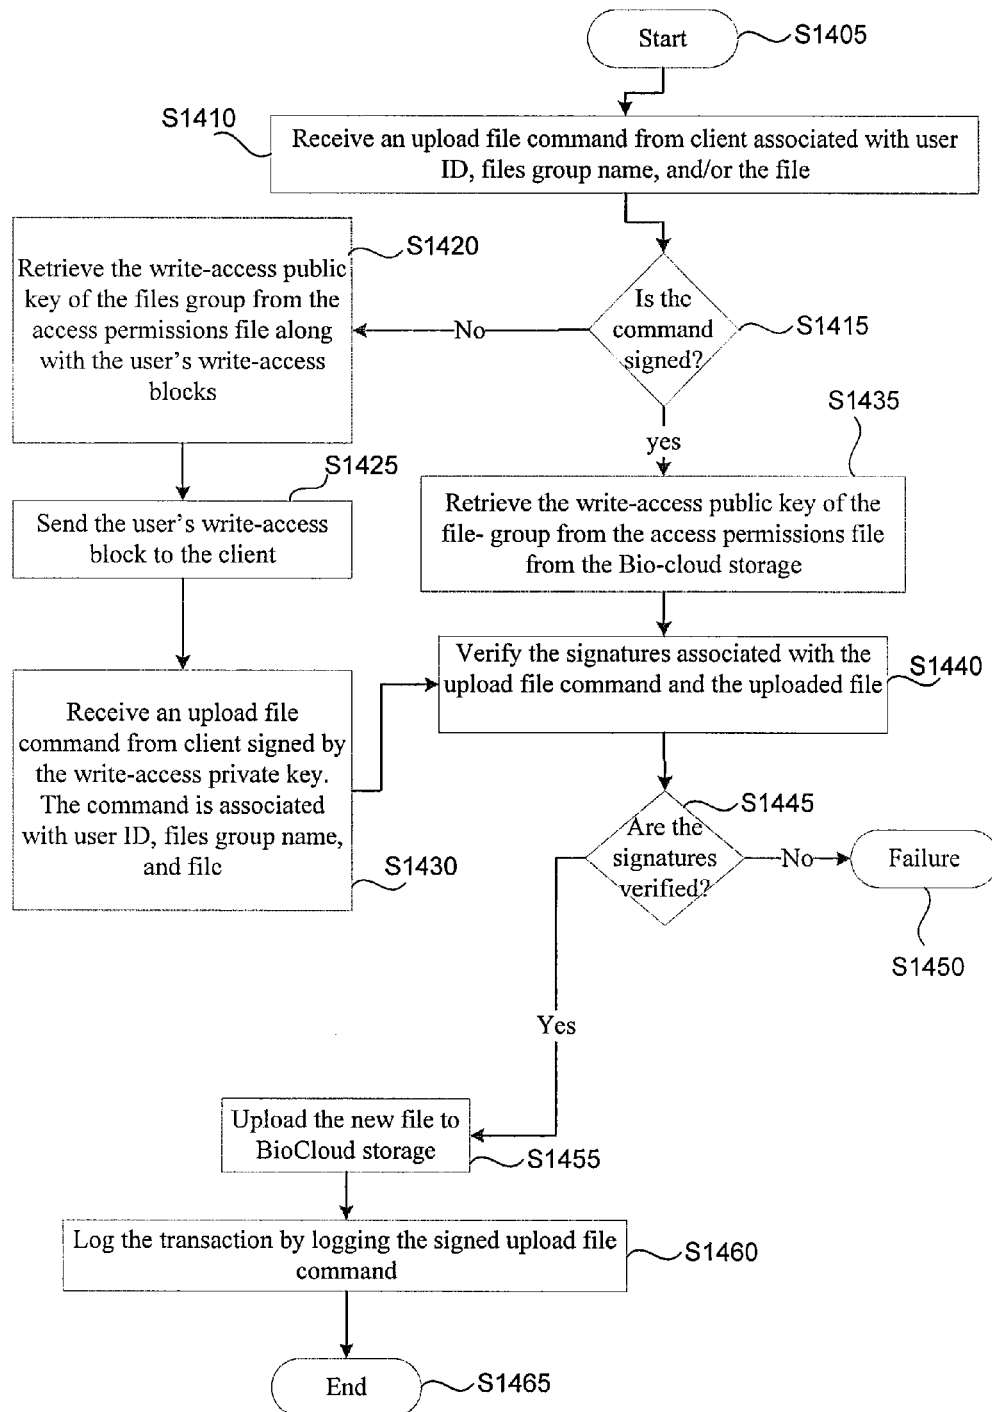 Start
S1405
S1410
Receive an upload file command from client associated with user
ID, files group name, and/or the file
S1420
Retrieve the write-access public
key of the files group from the
access permissions file along
with the user's write-access
blocks
Is the
command
signed?
S1415
No
yes
S1435
S1425
Send the user's write-access
block to the client
Retrieve the write-access public key of the
file- group from the access permissions file
from the Bio-cloud storage
Verify the signatures associated with the
upload file command and the uploaded file
S1440
Receive an upload file
command from client signed by
the write-access private key.
The command is associated
with user ID, files group name,
and file
S1430
S1445
Are the
signatures
verified?
No
Failure
S1450
Yes
Upload the new file to
BioCloud storage
S1455
Log the transaction by logging the signed upload file
command
S1460
End
S1465